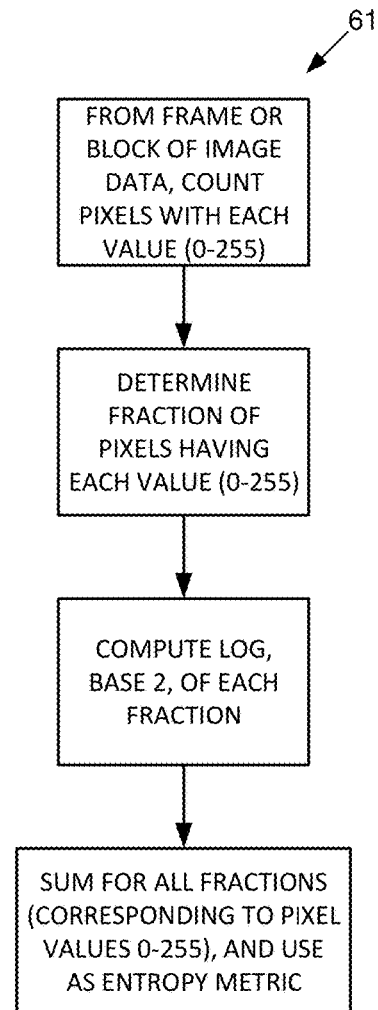 61
FROM FRAME OR
BLOCK OF IMAGE
DATA, COUNT
PIXELS WITH EACH
VALUE (0-255)
DETERMINE
FRACTION OF
PIXELS HAVING
EACH VALUE (0-255)
COMPUTE LOG,
BASE 2, OF EACH
FRACTION
SUM FOR ALL FRACTIONS
(CORRESPONDING TO PIXEL
VALUES 0-255), AND USE
AS ENTROPY METRIC